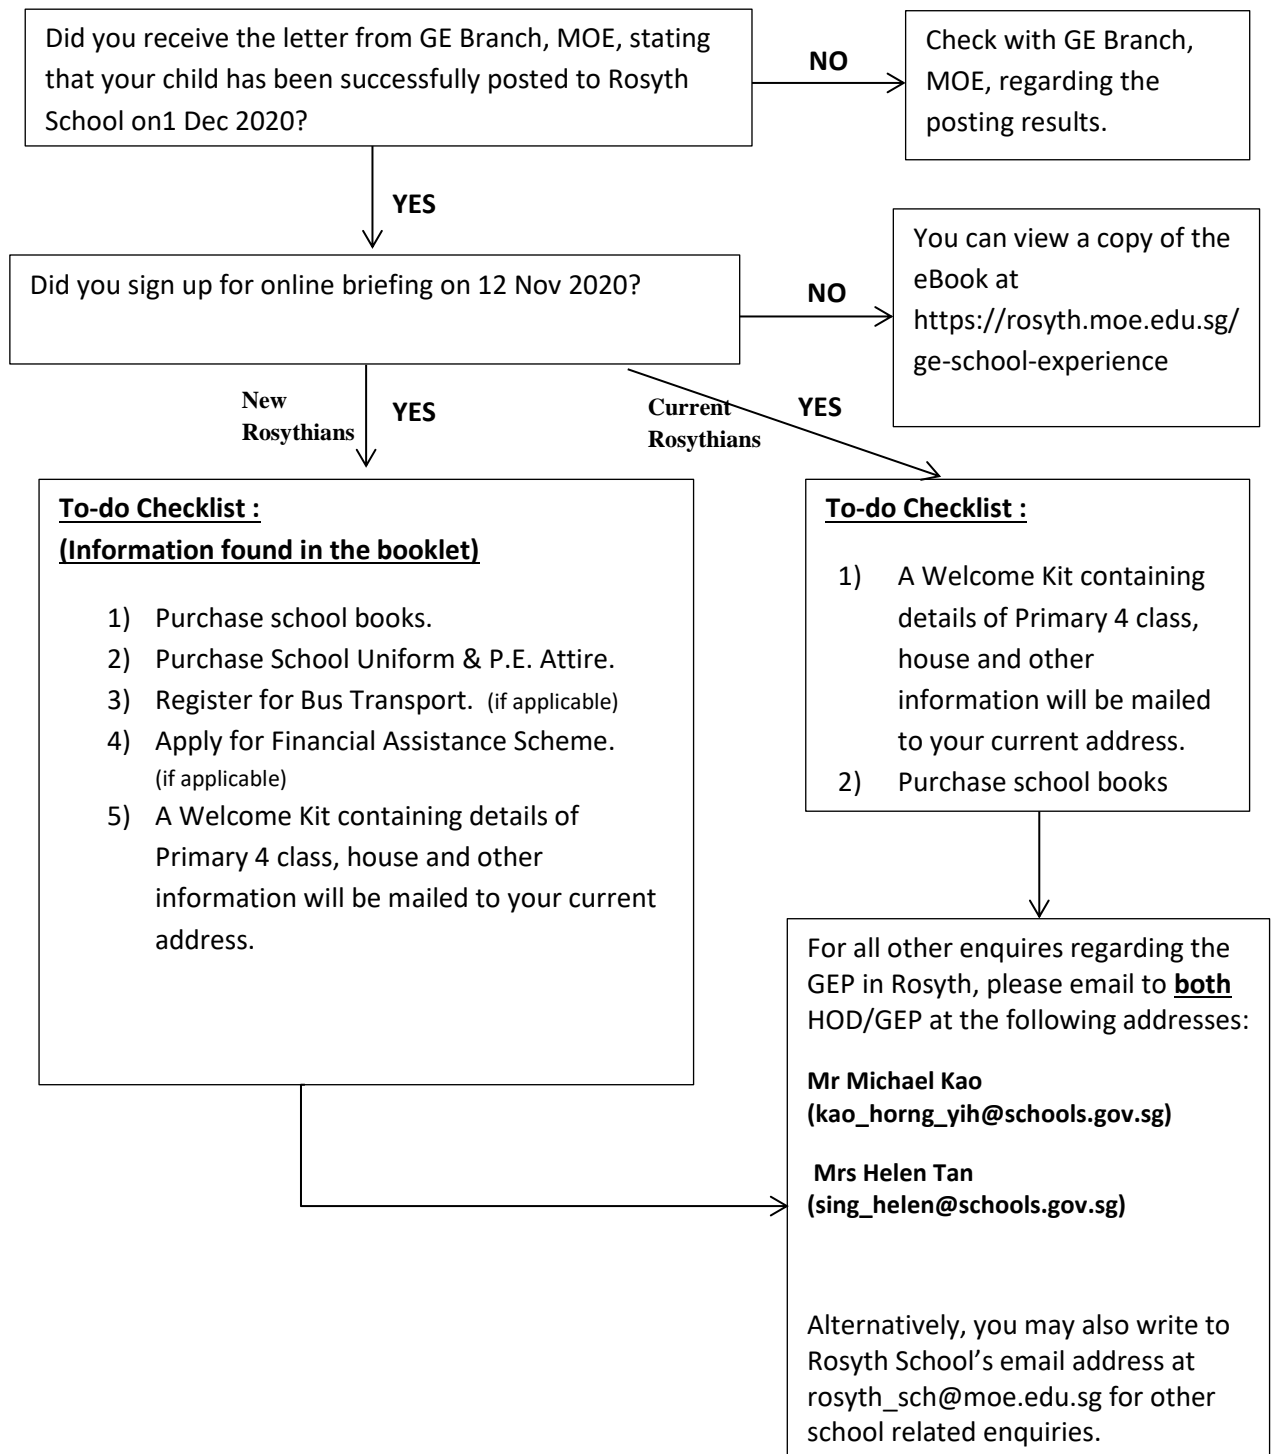 Did you receive the letter from GE Branch, MOE, stating
that your child has been successfully posted to Rosyth
School on1 Dec 2020?
NO
Check with GE Branch,
MOE, regarding the
posting results.
YES
Did you sign up for online briefing on 12 Nov 2020?
NO
You can view a copy of the
eBook at
https://rosyth.moe.edu.sg/
ge-school-experience
New
Rosythians
YES
Current
Rosythians
YES
To-do Checklist :
(Information found in the booklet)
1) Purchase school books.
2) Purchase School Uniform & P.E. Attire.
3) Register for Bus Transport. (if applicable)
4) Apply for Financial Assistance Scheme.
(if applicable)
5) A Welcome Kit containing details of
Primary 4 class, house and other
information will be mailed to your current
address.
To-do Checklist :
1) A Welcome Kit containing
details of Primary 4 class,
house and other
information will be mailed
to your current address.
2) Purchase school books
For all other enquires regarding the
GEP in Rosyth, please email to both
HOD/GEP at the following addresses:
Mr Michael Kao
(kao_horng_yih@schools.gov.sg)
Mrs Helen Tan
(sing_helen@schools.gov.sg)
Alternatively, you may also write to
Rosyth School’s email address at
rosyth_sch@moe.edu.sg for other
school related enquiries.